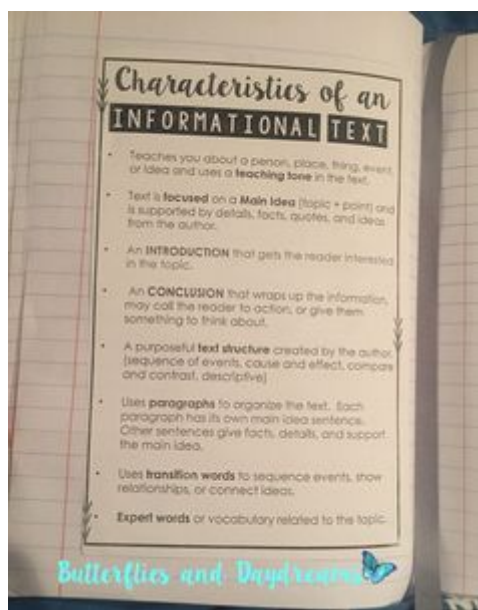 Characteristics of an
INFORMATIONAL TEXT
• Teaches you about a person, place, thing, event,
or idea and uses a teaching tone in the text.
• Text is focused on a Main Idea (topic + point) and
is supported by details, facts, quotes, and ideas
from the author.
• An INTRODUCTION that gets the reader interested
in the topic.
• An CONCLUSION that wraps up the information,
may call the reader to action, or give them
something to think about.
• A purposeful text structure created by the author.
(sequence of events, cause and effect, compare
and contrast, descriptive)
• Uses paragraphs to organize the text. Each
paragraph has its own main idea sentence.
Other sentences give facts, details, and support
the main idea.
• Uses transition words to sequence events, show
relationships, or connect ideas.
• Expert words or vocabulary related to the topic.
Butterflies and Daydreams